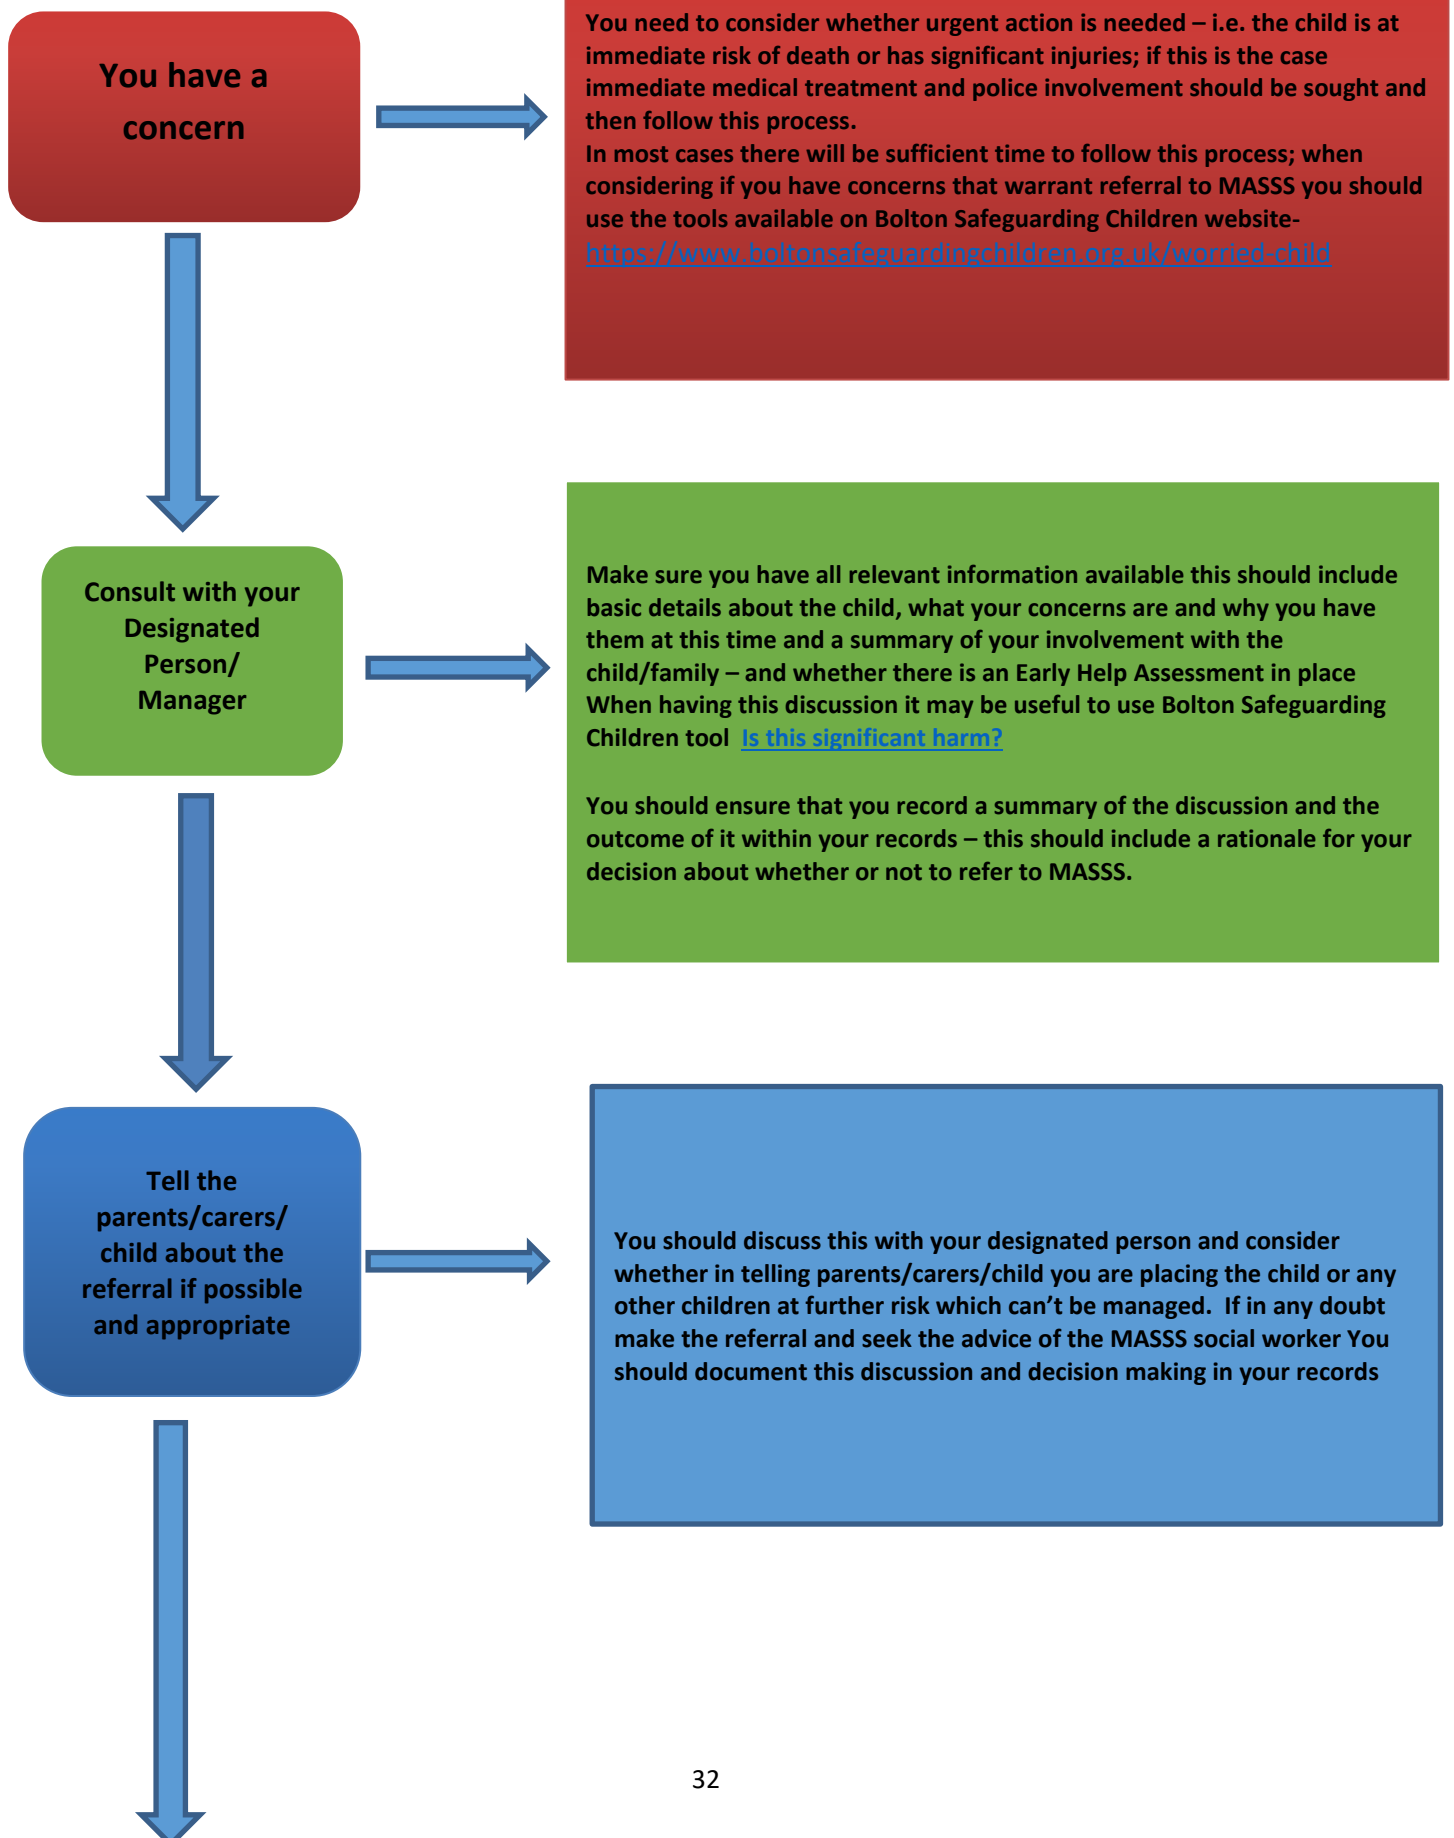 You have a
concern
You need to consider whether urgent action is needed – i.e. the child is at
immediate risk of death or has significant injuries; if this is the case
immediate medical treatment and police involvement should be sought and
then follow this process.
In most cases there will be sufficient time to follow this process; when
considering if you have concerns that warrant referral to MASSS you should
use the tools available on Bolton Safeguarding Children website-
https://www.boltonsafeguardingchildren.org.uk/worried-child
Consult with your
Designated
Person/
Manager
Make sure you have all relevant information available this should include
basic details about the child, what your concerns are and why you have
them at this time and a summary of your involvement with the
child/family – and whether there is an Early Help Assessment in place
When having this discussion it may be useful to use Bolton Safeguarding
Children tool  Is this significant harm?
You should ensure that you record a summary of the discussion and the
outcome of it within your records – this should include a rationale for your
decision about whether or not to refer to MASSS.
Tell the
parents/carers/
child about the
referral if possible
and appropriate
You should discuss this with your designated person and consider
whether in telling parents/carers/child you are placing the child or any
other children at further risk which can’t be managed.  If in any doubt
make the referral and seek the advice of the MASSS social worker You
should document this discussion and decision making in your records
32